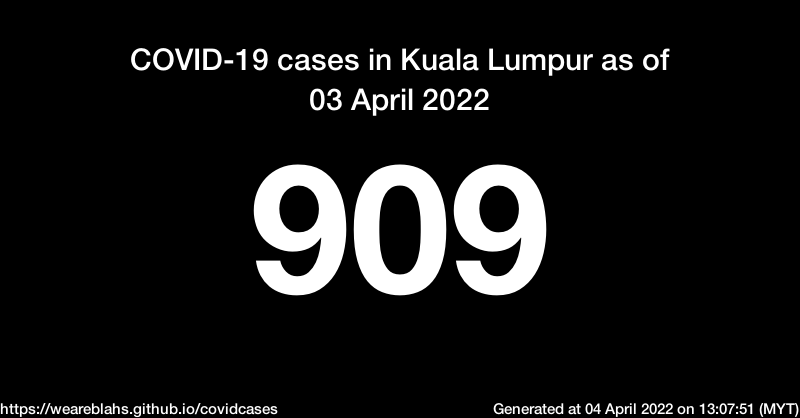 COVID-19 cases in Kuala Lumpur as of
03 April 2022
909
https://weareblahs.github.io/covidcases
Generated at 04 April 2022 on 13:07:51 (MYT)